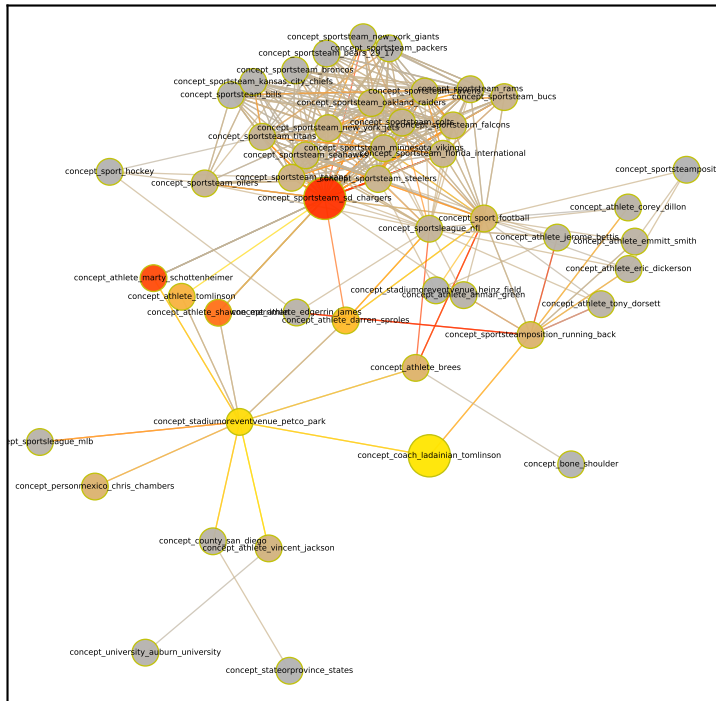 concept_sportsteam_new_york_giants
concept_sportsteam_packers
concept_sportsteam_bears_29_17
concept_sportsteam_broncos
concept_sportsteam_kansas_city_chiefs
concept_sportsteam_rams
concept_sportsteam_bills
concept_sportsteam_bucs
concept_sportsteam_oakland_raiders
concept_sportsteam_colts
concept_sportsteam_falcons
concept_sportsteam_new_york_jets
concept_sportsteam_titans
concept_sportsteam_minnesota_vikings
concept_sportsteam_seahawks
concept_sportsteam_florida_international
concept_sport_hockey
concept_sportsteamposit
concept_sportsteam_steelers
concept_sportsteam_oilers
concept_sportsteam_sd_chargers
concept_athlete_corey_dillon
concept_sport_football
concept_sportsleague_nfl
concept_athlete_jerome_bettis
concept_athlete_emmitt_smith
concept_athlete_eric_dickerson
concept_athlete_marty_schottenheimer
concept_stadiumoreventvenue_heinz_field
concept_athlete_ahman_green
concept_athlete_tomlinson
concept_athlete_tony_dorsett
concept_athlete_edgerrin_james
concept_athlete_darren_sproles
concept_sportsteamposition_running_back
concept_athlete_brees
concept_stadiumoreventvenue_petco_park
ept_sportsleague_mlb
concept_coach_ladainian_tomlinson
concept_bone_shoulder
concept_personmexico_chris_chambers
concept_county_san_diego
concept_athlete_vincent_jackson
concept_university_auburn_university
concept_stateorprovince_states